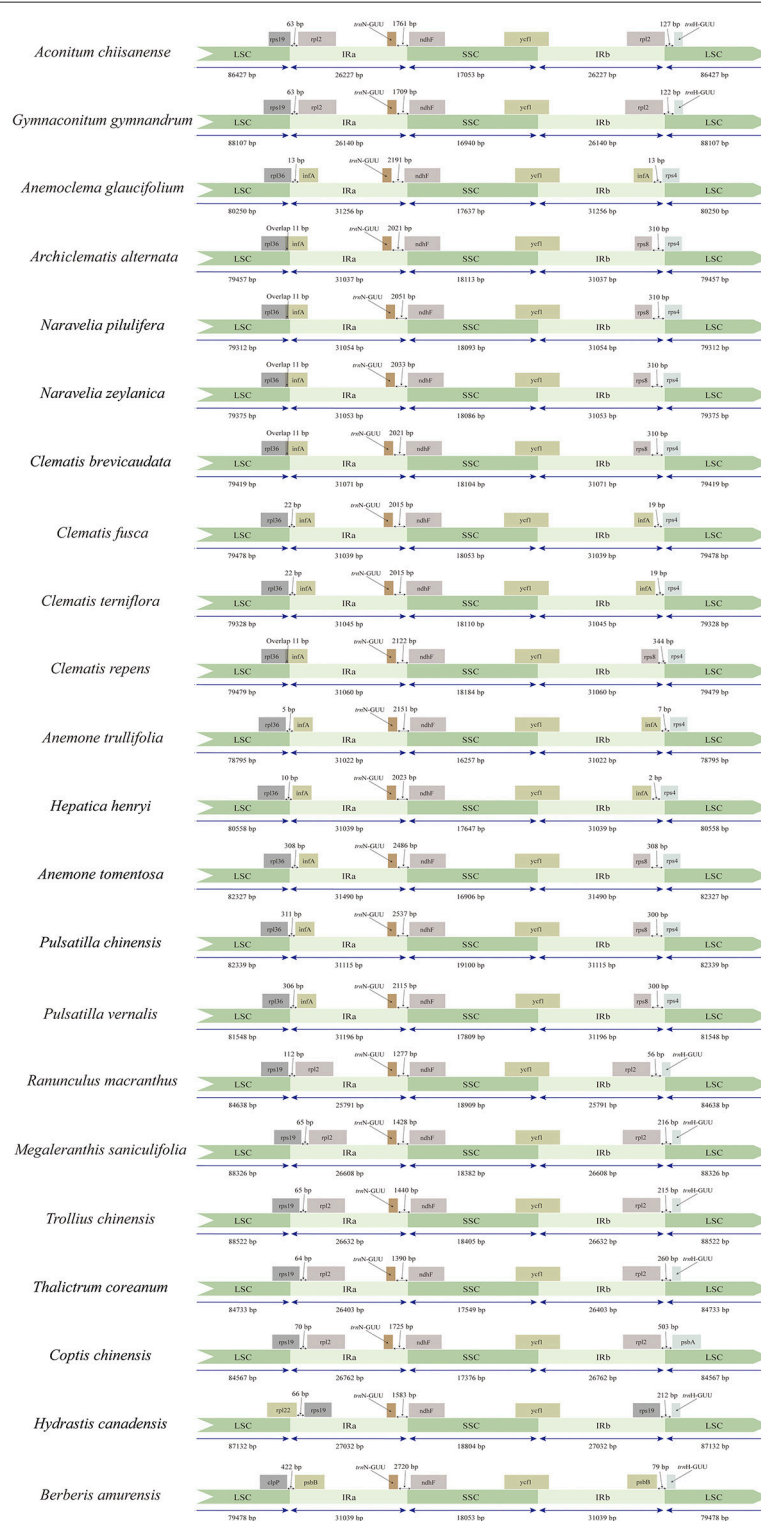 63 bp trnN-GUU 1761 bp 127 bp trnH-GUU
rps19 rpl2 ndhF ycf1 rpl2
Aconitum chiisanense LSC IRa SSC IRb LSC
86427 bp 26227 bp 17053 bp 26227 bp 86427 bp
63 bp trnN-GUU 1709 bp 122 bp trnH-GUU
rps19 rpl2 ndhF ycf1 rpl2
Gymnaconitum gymnandrum LSC IRa SSC IRb LSC
88107 bp 26140 bp 16940 bp 26140 bp 88107 bp
13 bp trnN-GUU 2191 bp 13 bp
rpl36 infA ndhF ycf1 infA rps4
Anemoclema glaucifolium LSC IRa SSC IRb LSC
80250 bp 31256 bp 17637 bp 31256 bp 80250 bp
Overlap 11 bp trnN-GUU 2021 bp 310 bp
rpl36 infA ndhF ycf1 rps8 rps4
Archiclematis alternata LSC IRa SSC IRb LSC
79457 bp 31037 bp 18113 bp 31037 bp 79457 bp
Overlap 11 bp trnN-GUU 2051 bp 310 bp
rpl36 infA ndhF ycf1 rps8 rps4
Naravelia pilulifera LSC IRa SSC IRb LSC
79312 bp 31054 bp 18093 bp 31054 bp 79312 bp
Overlap 11 bp trnN-GUU 2033 bp 310 bp
rpl36 infA ndhF ycf1 rps8 rps4
Naravelia zeylanica LSC IRa SSC IRb LSC
79375 bp 31053 bp 18086 bp 31053 bp 79375 bp
Overlap 11 bp trnN-GUU 2021 bp 310 bp
rpl36 infA ndhF ycf1 rps8 rps4
Clematis brevicaudata LSC IRa SSC IRb LSC
79419 bp 31071 bp 18104 bp 31071 bp 79419 bp
22 bp trnN-GUU 2015 bp 19 bp
rpl36 infA ndhF ycf1 infA rps4
Clematis fusca LSC IRa SSC IRb LSC
79478 bp 31039 bp 18053 bp 31039 bp 79478 bp
22 bp trnN-GUU 2015 bp 19 bp
rpl36 infA ndhF ycf1 infA rps4
Clematis terniflora LSC IRa SSC IRb LSC
79328 bp 31045 bp 18110 bp 31045 bp 79328 bp
Overlap 11 bp trnN-GUU 2122 bp 344 bp
rpl36 infA ndhF ycf1 rps8 rps4
Clematis repens LSC IRa SSC IRb LSC
79479 bp 31060 bp 18184 bp 31060 bp 79479 bp
5 bp trnN-GUU 2151 bp 7 bp
rpl36 infA ndhF ycf1 infA rps4
Anemone trullifolia LSC IRa SSC IRb LSC
78795 bp 31022 bp 16257 bp 31022 bp 78795 bp
10 bp trnN-GUU 2023 bp 2 bp
rpl36 infA ndhF ycf1 infA rps4
Hepatica henryi LSC IRa SSC IRb LSC
80558 bp 31039 bp 17647 bp 31039 bp 80558 bp
308 bp trnN-GUU 2486 bp 308 bp
rpl36 infA ndhF ycf1 rps8 rps4
Anemone tomentosa LSC IRa SSC IRb LSC
82327 bp 31490 bp 16906 bp 31490 bp 82327 bp
311 bp trnN-GUU 2537 bp 300 bp
rpl36 infA ndhF ycf1 rps8 rps4
Pulsatilla chinensis LSC IRa SSC IRb LSC
82339 bp 31115 bp 19100 bp 31115 bp 82339 bp
306 bp trnN-GUU 2115 bp 300 bp
rpl36 infA ndhF ycf1 rps8 rps4
Pulsatilla vernalis LSC IRa SSC IRb LSC
81548 bp 31196 bp 17809 bp 31196 bp 81548 bp
112 bp trnN-GUU 1277 bp 56 bp trnH-GUU
rps19 rpl2 ndhF ycf1 rpl2
Ranunculus macranthus LSC IRa SSC IRb LSC
84638 bp 25791 bp 18909 bp 25791 bp 84638 bp
65 bp trnN-GUU 1428 bp 216 bp trnH-GUU
rps19 rpl2 ndhF ycf1 rpl2
Megaleranthis saniculifolia LSC IRa SSC IRb LSC
88326 bp 26608 bp 18382 bp 26608 bp 88326 bp
65 bp trnN-GUU 1440 bp 215 bp trnH-GUU
rps19 rpl2 ndhF ycf1 rpl2
Trollius chinensis LSC IRa SSC IRb LSC
88522 bp 26632 bp 18405 bp 26632 bp 88522 bp
64 bp trnN-GUU 1390 bp 260 bp trnH-GUU
rps19 rpl2 ndhF ycf1 rpl2
Thalictrum coreanum LSC IRa SSC IRb LSC
84733 bp 26403 bp 17549 bp 26403 bp 84733 bp
70 bp trnN-GUU 1725 bp 503 bp
rps19 rpl2 ndhF ycf1 rpl2 psbA
Coptis chinensis LSC IRa SSC IRb LSC
84567 bp 26762 bp 17376 bp 26762 bp 84567 bp
66 bp trnN-GUU 1583 bp 212 bp trnH-GUU
rpl22 rps19 ndhF ycf1 rps19
Hydrastis canadensis LSC IRa SSC IRb LSC
87132 bp 27032 bp 18804 bp 27032 bp 87132 bp
422 bp trnN-GUU 2720 bp 79 bp trnH-GUU
clpP psbB ndhF ycf1 psbB
Berberis amurensis LSC IRa SSC IRb LSC
79478 bp 31039 bp 18053 bp 31039 bp 79478 bp